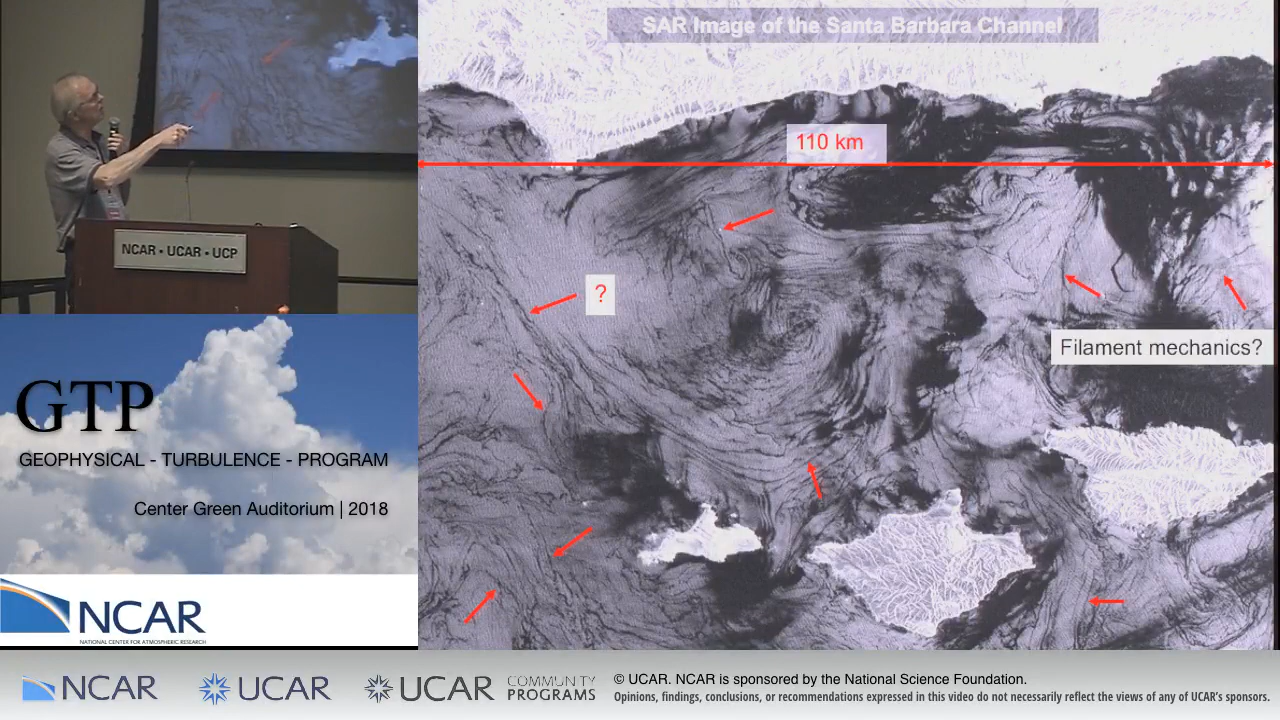 SAR Image of the Santa Barbara Channel
110 km
?
Filament mechanics?
NCAR • UCAR • UCP
GTP
GEOPHYSICAL - TURBULENCE - PROGRAM
Center Green Auditorium | 2018
NCAR
NATIONAL CENTER FOR ATMOSPHERIC RESEARCH
NCAR
UCAR
UCAR
COMMUNITY
PROGRAMS
© UCAR. NCAR is sponsored by the National Science Foundation.
Opinions, findings, conclusions, or recommendations expressed in this video do not necessarily reflect the views of any of UCAR's sponsors.